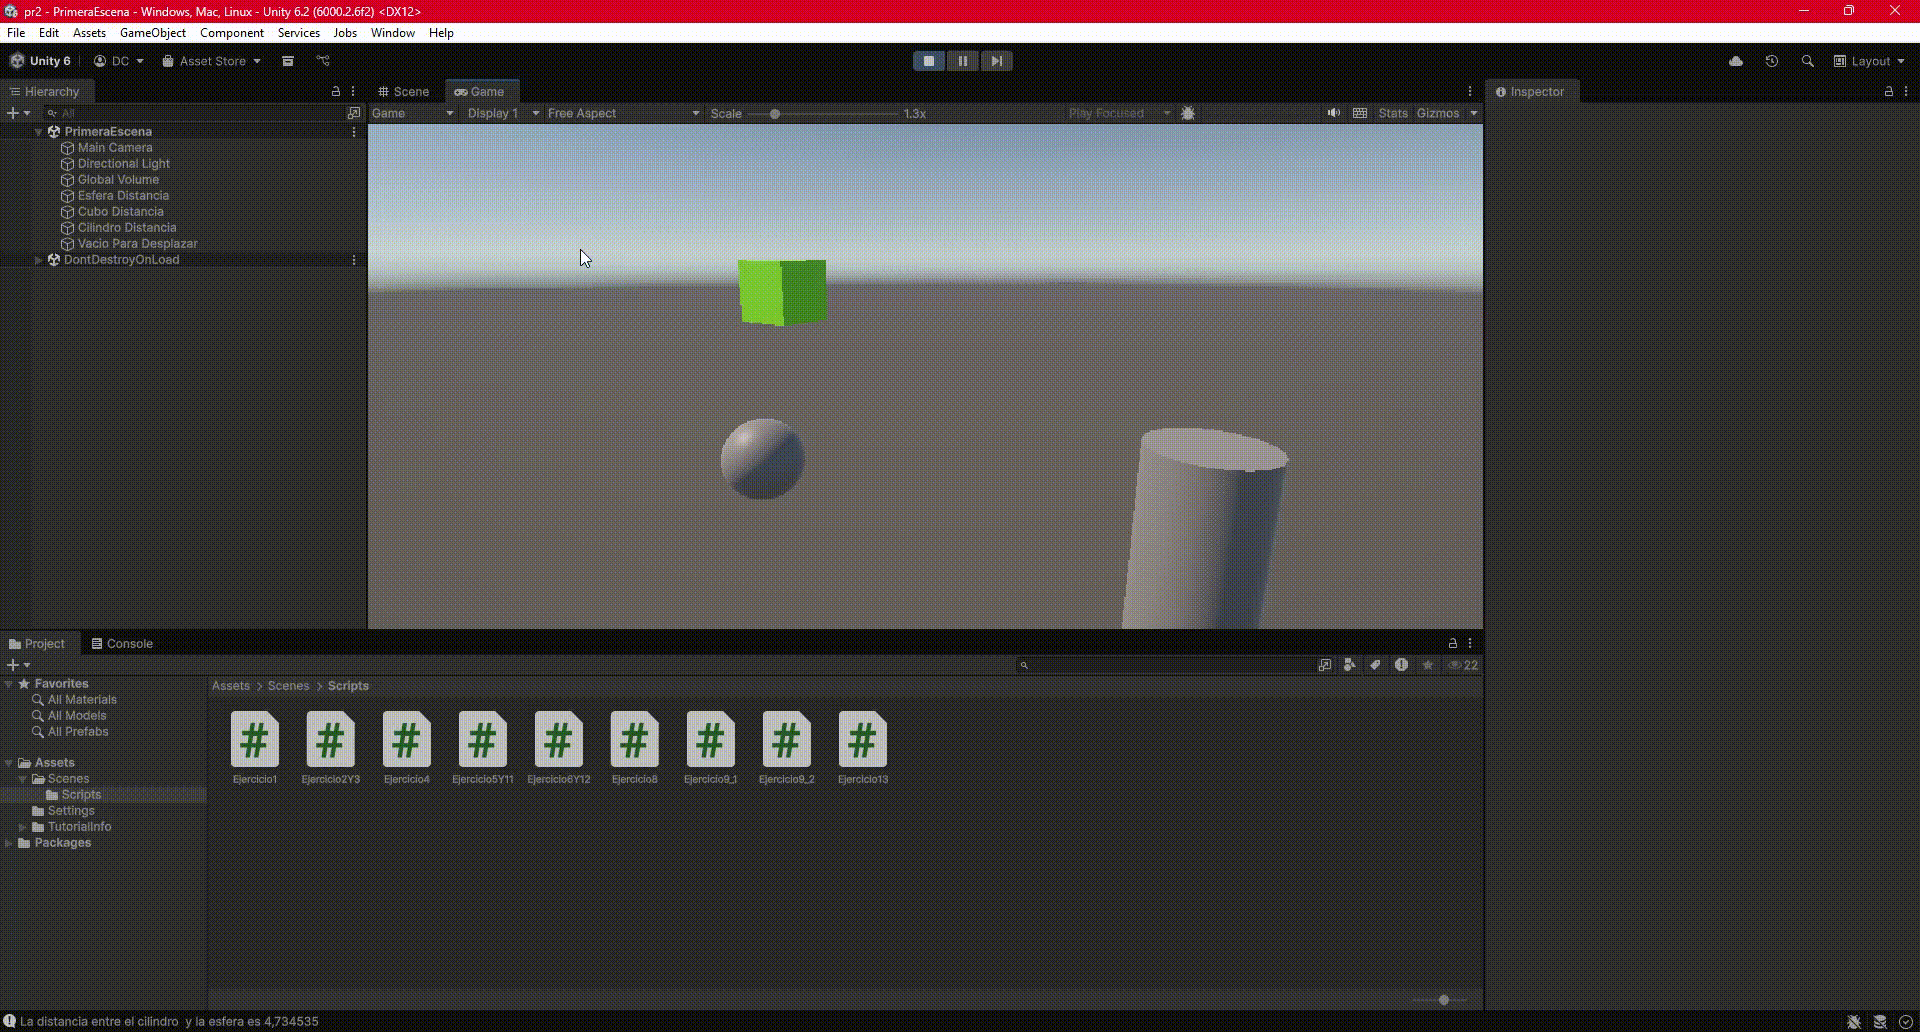 pr2 - PrimeraEscena - Windows, Mac, Linux - Unity 6.2 (6000.2.6f2) <DX12>
File Edit Assets GameObject Component Services Jobs Window Help
Unity 6 DC Asset Store Layout
Hierarchy Scene Game Inspector
All Game Display 1 Free Aspect Scale 1.3x Play Focused Stats Gizmos
PrimeraEscena
Main Camera
Directional Light
Global Volume
Esfera Distancia
Cubo Distancia
Cilindro Distancia
Vacio Para Desplazar
DontDestroyOnLoad
Project Console
22
Favorites
All Materials
All Models
All Prefabs
Assets
Scenes
Scripts
Settings
TutorialInfo
Packages
Assets > Scenes > Scripts
Ejercicio1 Ejercicio2Y3 Ejercicio4 Ejercicio5Y11 Ejercicio6Y12 Ejercicio8 Ejercicio9_1 Ejercicio9_2 Ejercicio13
La distancia entre el cilindro  y la esfera es 4,734535